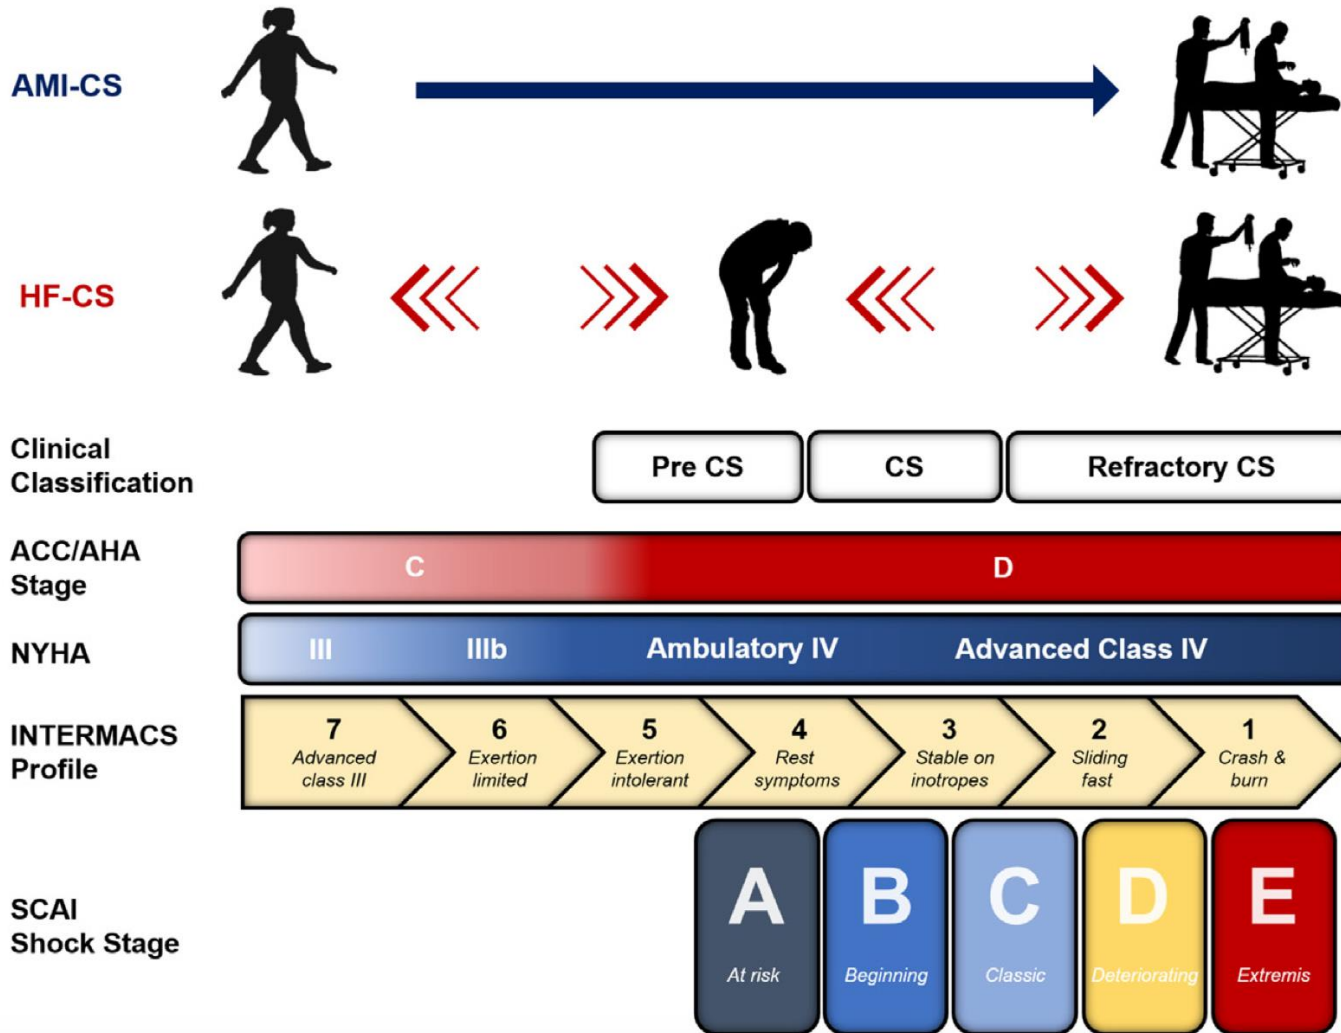 AMI-CS
HF-CS
Clinical
Classification
Pre CS
CS
Refractory CS
ACC/AHA
Stage
C
D
NYHA
III
IIIb
Ambulatory IV
Advanced Class IV
INTERMACS
Profile
7
Advanced
class III
6
Exertion
limited
5
Exertion
intolerant
4
Rest
symptoms
3
Stable on
inotropes
2
Sliding
fast
1
Crash &
burn
SCAI
Shock Stage
A
At risk
B
Beginning
C
Classic
D
Deteriorating
E
Extremis